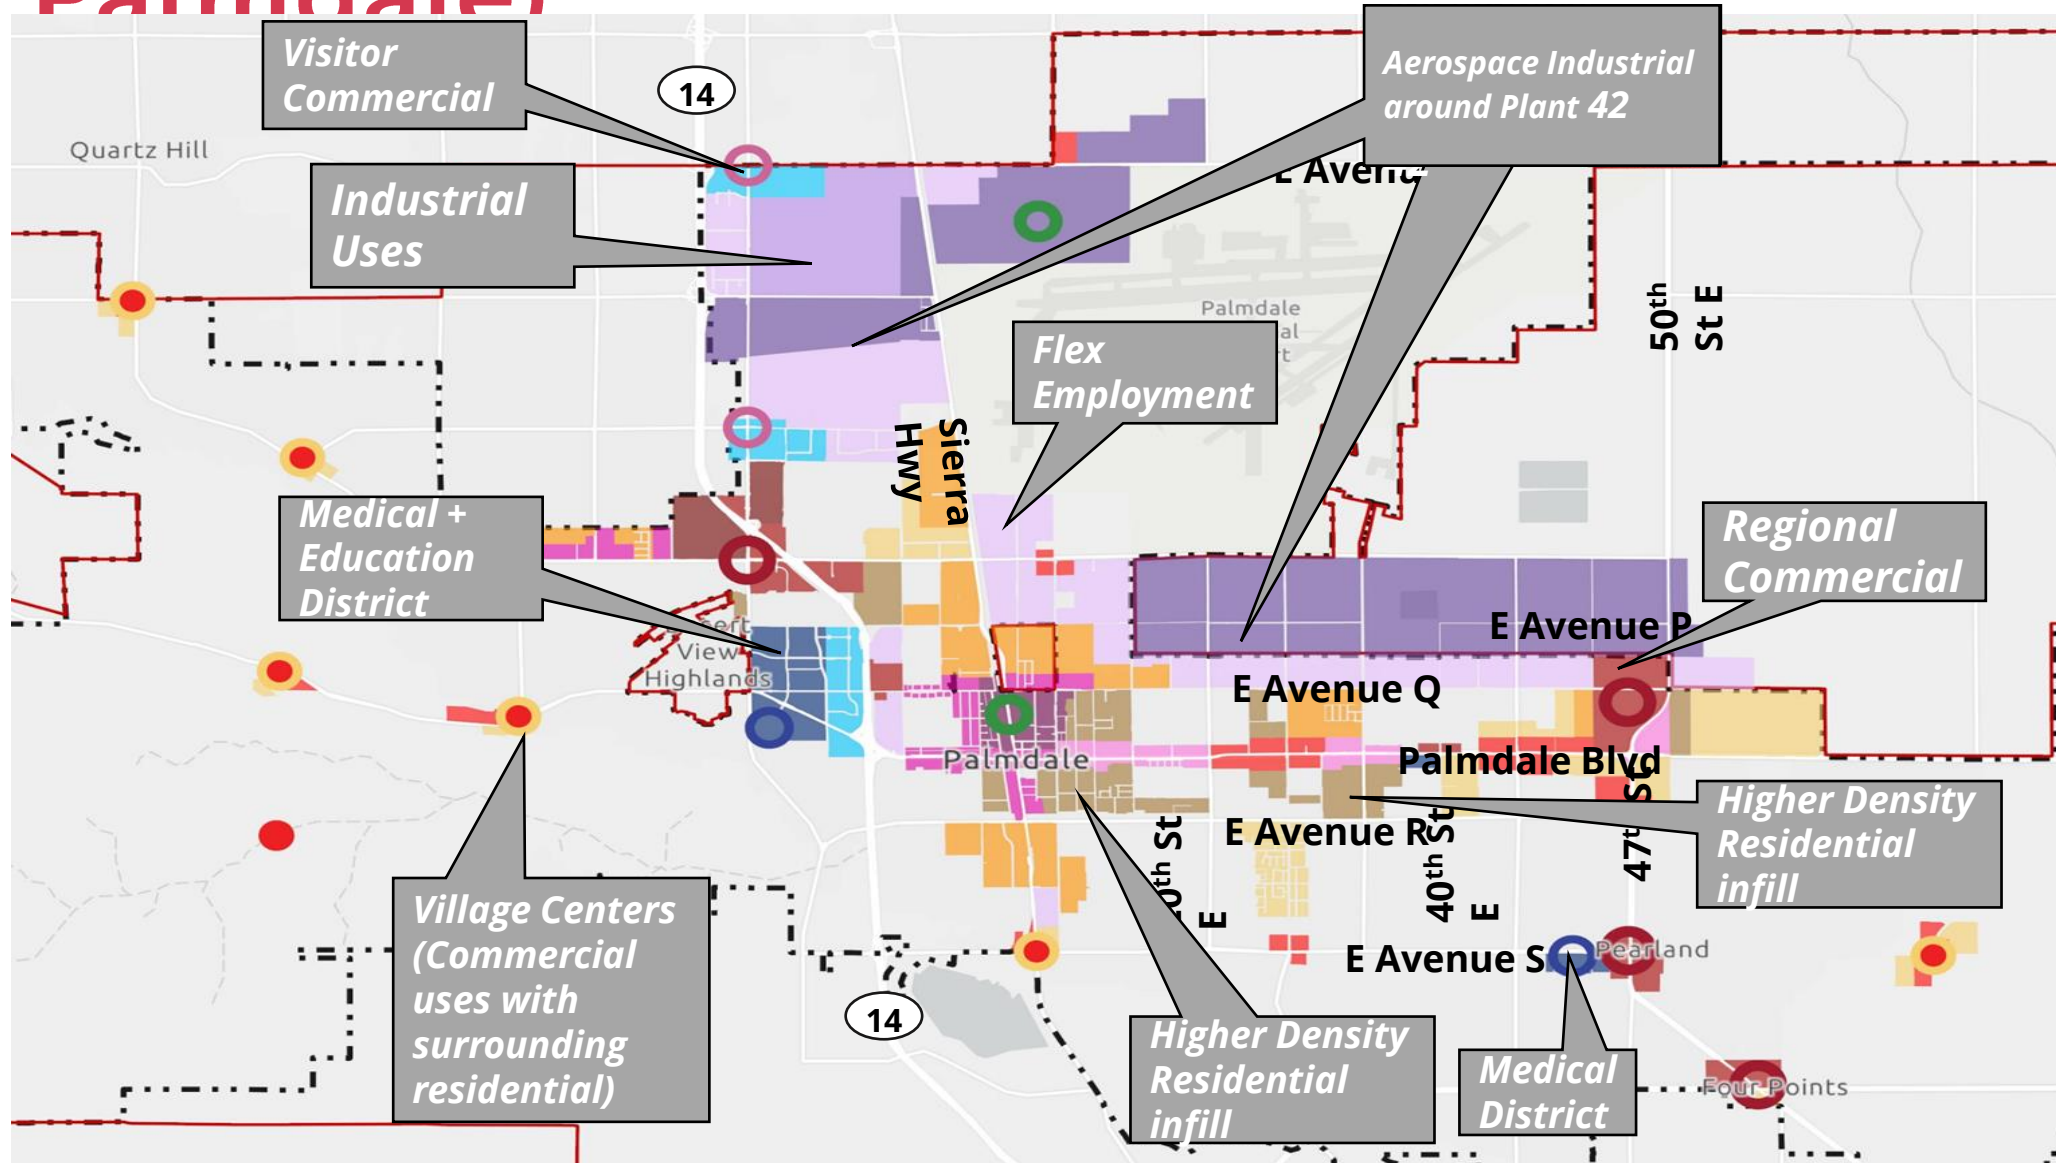 Palmdale)
Visitor
Commercial
14
Aerospace Industrial
around Plant 42
Quartz Hill
E Avenu
Industrial
Uses
50th
St E
Palmdale
Flex
Employment
Sierra
Hwy
Medical +
Education
District
Regional
Commercial
E Avenue P
View
Highlands
E Avenue Q
Palmdale
Palmdale Blvd
Higher Density
Residential
infill
E Avenue R
47th St
40th St
E
E
Village Centers
(Commercial
uses with
surrounding
residential)
E Avenue S
Pearland
14
Higher Density
Residential
infill
Medical
District
Four Points